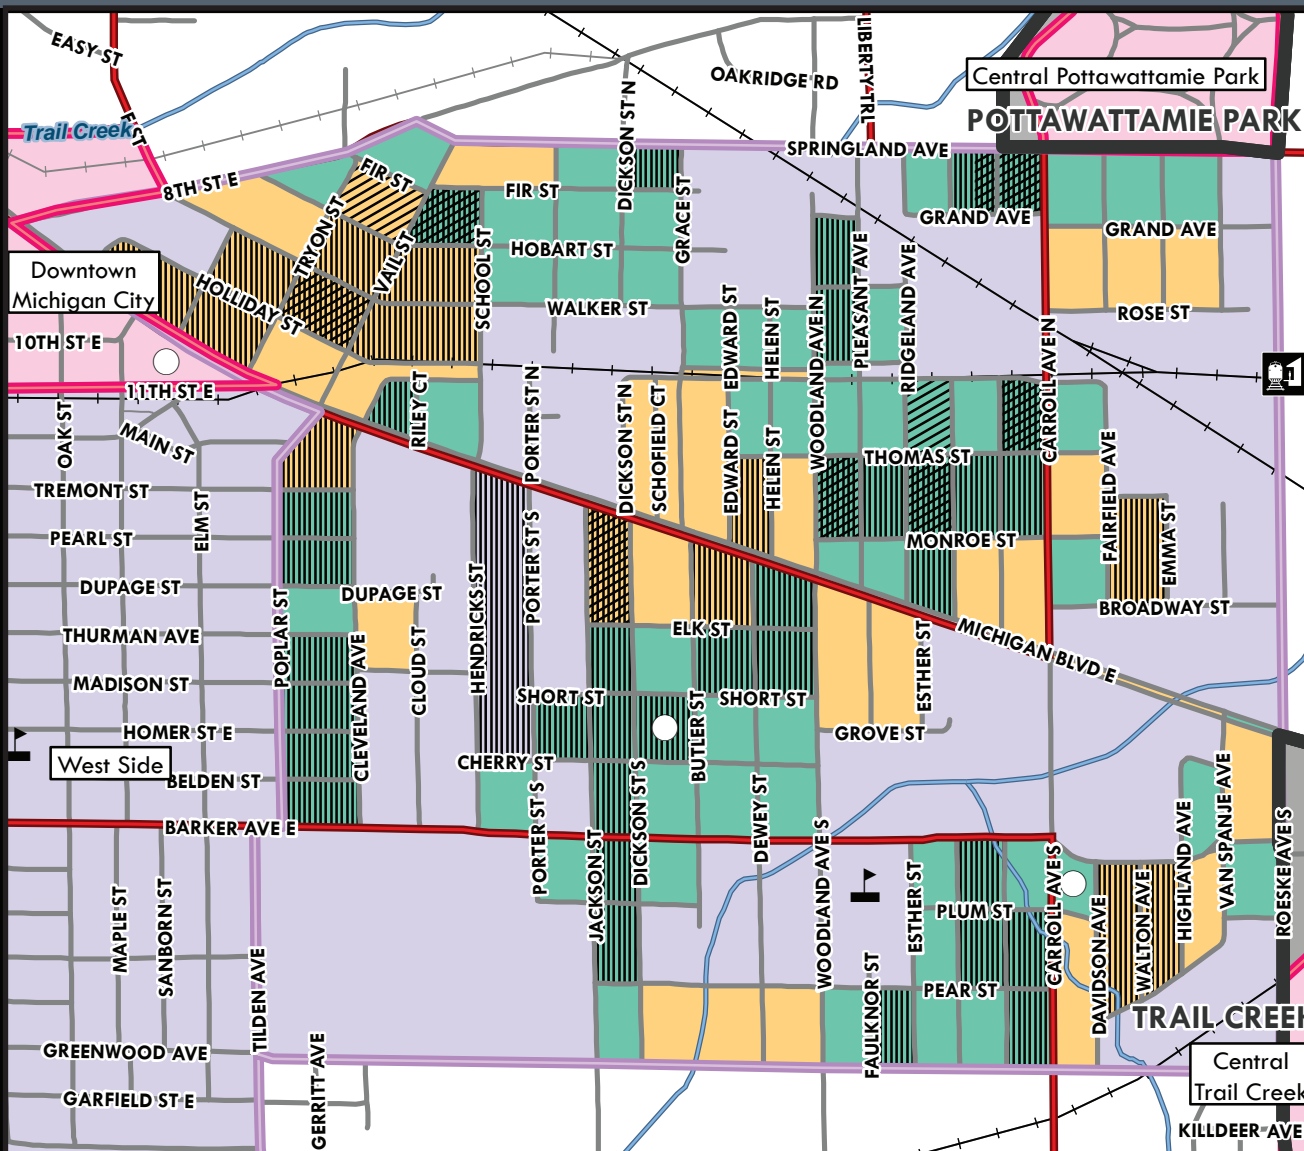 EASY ST
E ST
Trail Creek
8TH ST E
LIBERTY TRL
OAKRIDGE RD
Central Pottawattamie Park
POTTAWATTAMIE PARK
SPRINGLAND AVE
DICKSON ST N
FIR ST
FIR ST
GRACE ST
GRAND AVE
GRAND AVE
TRYON ST
VAIL ST
HOBART ST
SCHOOL ST
PLEASANT AVE
RIDGELAND AVE
Downtown
Michigan City
HOLLIDAY ST
WALKER ST
EDWARD ST
HELEN ST
WOODLAND AVE N
ROSE ST
CARROLL AVE N
10TH ST E
11TH ST E
OAK ST
MAIN ST
RILEY CT
PORTER ST N
DICKSON ST N
SCHOFIELD CT
EDWARD ST
HELEN ST
THOMAS ST
FAIRFIELD AVE
TREMONT ST
ELM ST
PEARL ST
MONROE ST
EMMA ST
PORTER ST S
HENDRICKS ST
DUPAGE ST
DUPAGE ST
BROADWAY ST
POPLAR ST
THURMAN AVE
CLOUD ST
ELK ST
ESTHER ST
MICHIGAN BLVD E
MADISON ST
CLEVELAND AVE
SHORT ST
SHORT ST
BUTLER ST
HOMER ST E
GROVE ST
West Side
BELDEN ST
CHERRY ST
BARKER AVE E
PORTER ST S
JACKSON ST
DICKSON ST S
DEWEY ST
WOODLAND AVE S
HIGHLAND AVE
VAN SPANJE AVE
ROESKE AVE S
MAPLE ST
SANBORN ST
ESTHER ST
PLUM ST
CARROLL AVE S
DAVIDSON AVE
WALTON AVE
TILDEN AVE
FAULKNOR ST
PEAR ST
TRAIL CREEK
GREENWOOD AVE
GERRITT AVE
Central
Trail Creek
GARFIELD ST E
KILLDEER AVE